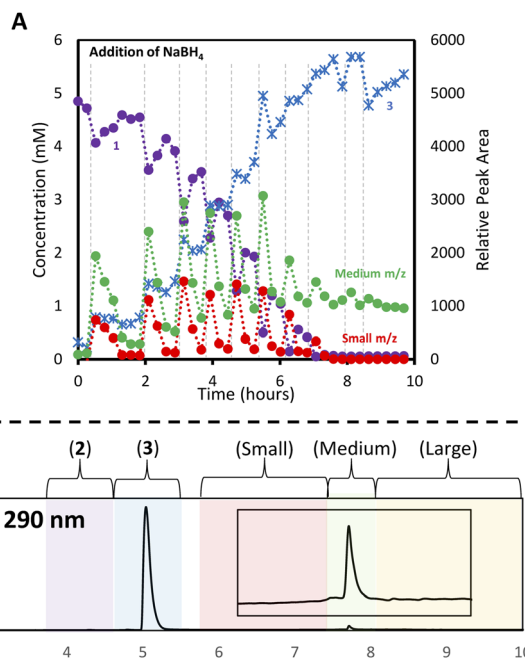 A
Addition of NaBH4
Concentration (mM)
Relative Peak Area
6
5
4
3
2
1
0
6000
5000
4000
3000
2000
1000
0
1
3
Medium m/z
Small m/z
0 2 4 6 8 10
Time (hours)
(2) (3) (Small) (Medium) (Large)
290 nm
4 5 6 7 8 9 10